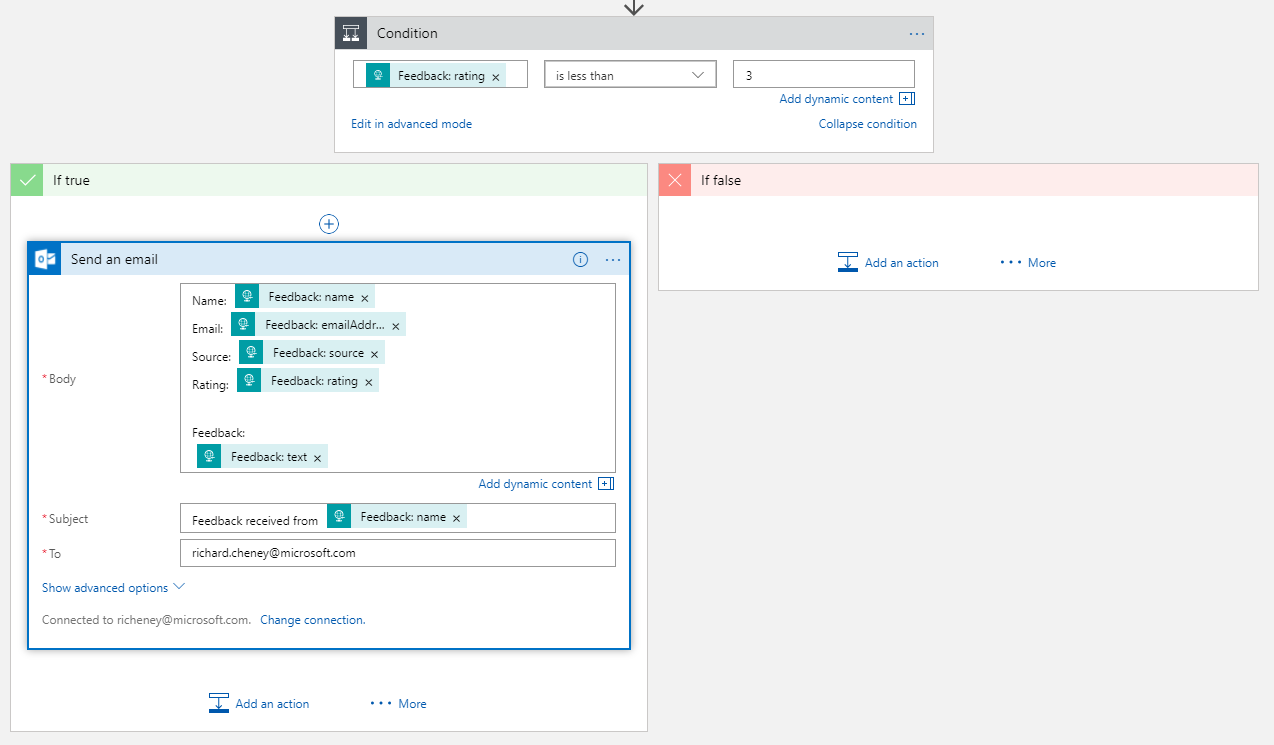 Condition
Feedback: rating ×
is less than
3
Add dynamic content
Edit in advanced mode
Collapse condition
If true
Send an email
Body
Name: Feedback: name ×
Email: Feedback: emailAddr... ×
Source: Feedback: source ×
Rating: Feedback: rating ×
Feedback:
Feedback: text ×
Add dynamic content
* Body
* Subject
Feedback received from Feedback: name ×
* To
richard.cheney@microsoft.com
Show advanced options
Connected to richeney@microsoft.com. Change connection.
Add an action
••• More
If false
Add an action
••• More